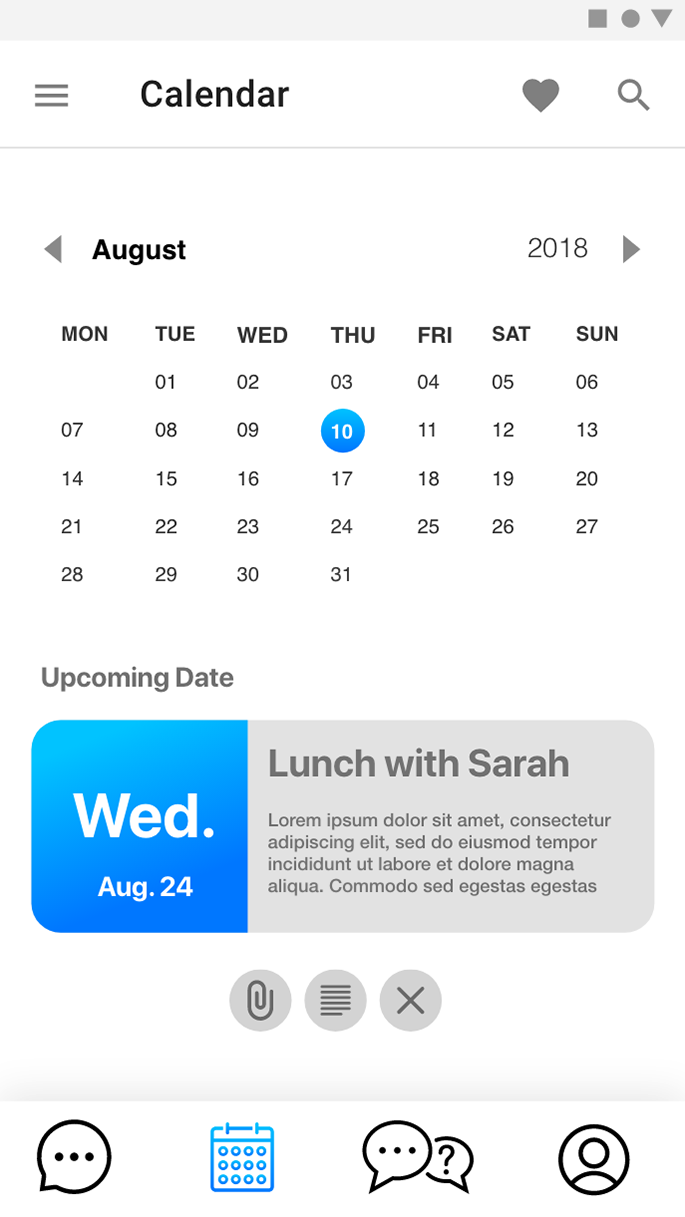 Calendar
August 2018
MON TUE WED THU FRI SAT SUN
01 02 03 04 05 06
07 08 09 10 11 12 13
14 15 16 17 18 19 20
21 22 23 24 25 26 27
28 29 30 31
Upcoming Date
Wed.
Aug. 24
Lunch with Sarah
Lorem ipsum dolor sit amet, consectetur
adipiscing elit, sed do eiusmod tempor
incididunt ut labore et dolore magna
aliqua. Commodo sed egestas egestas
?